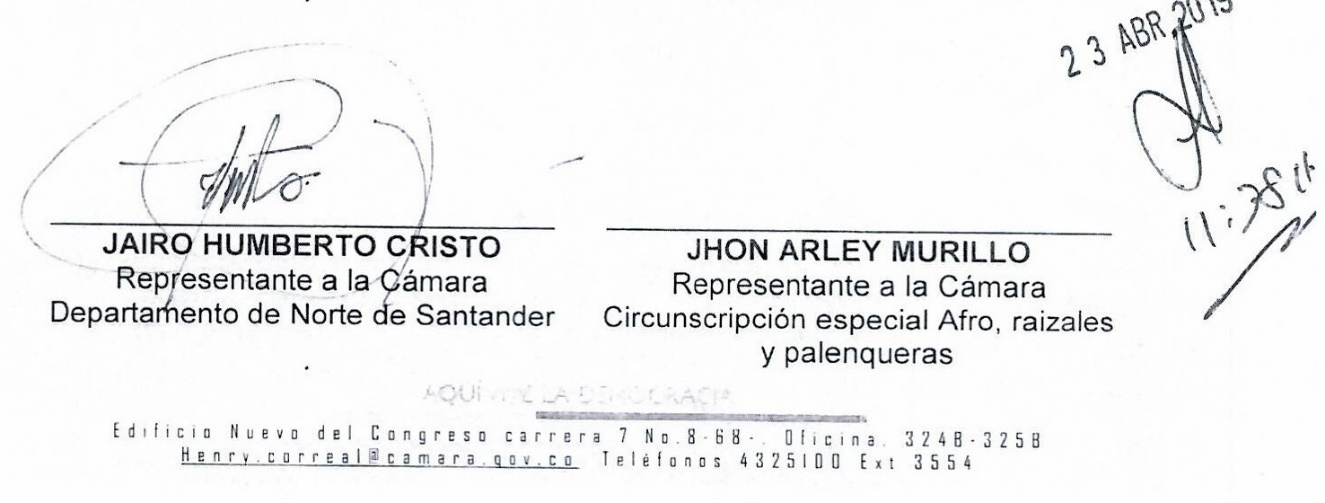 23 ABR 2019
11:38
JAIRO HUMBERTO CRISTO
Representante a la Cámara
Departamento de Norte de Santander
JHON ARLEY MURILLO
Representante a la Cámara
Circunscripción especial Afro, raizales
y palenqueras
AQUÍ VIVE LA DEMOCRACIA
Edificio Nuevo del Congreso carrera 7 No.8-68-. Oficina. 324B-325B
Henry.correal@camara.gov.co Teléfonos 4325100 Ext 3554